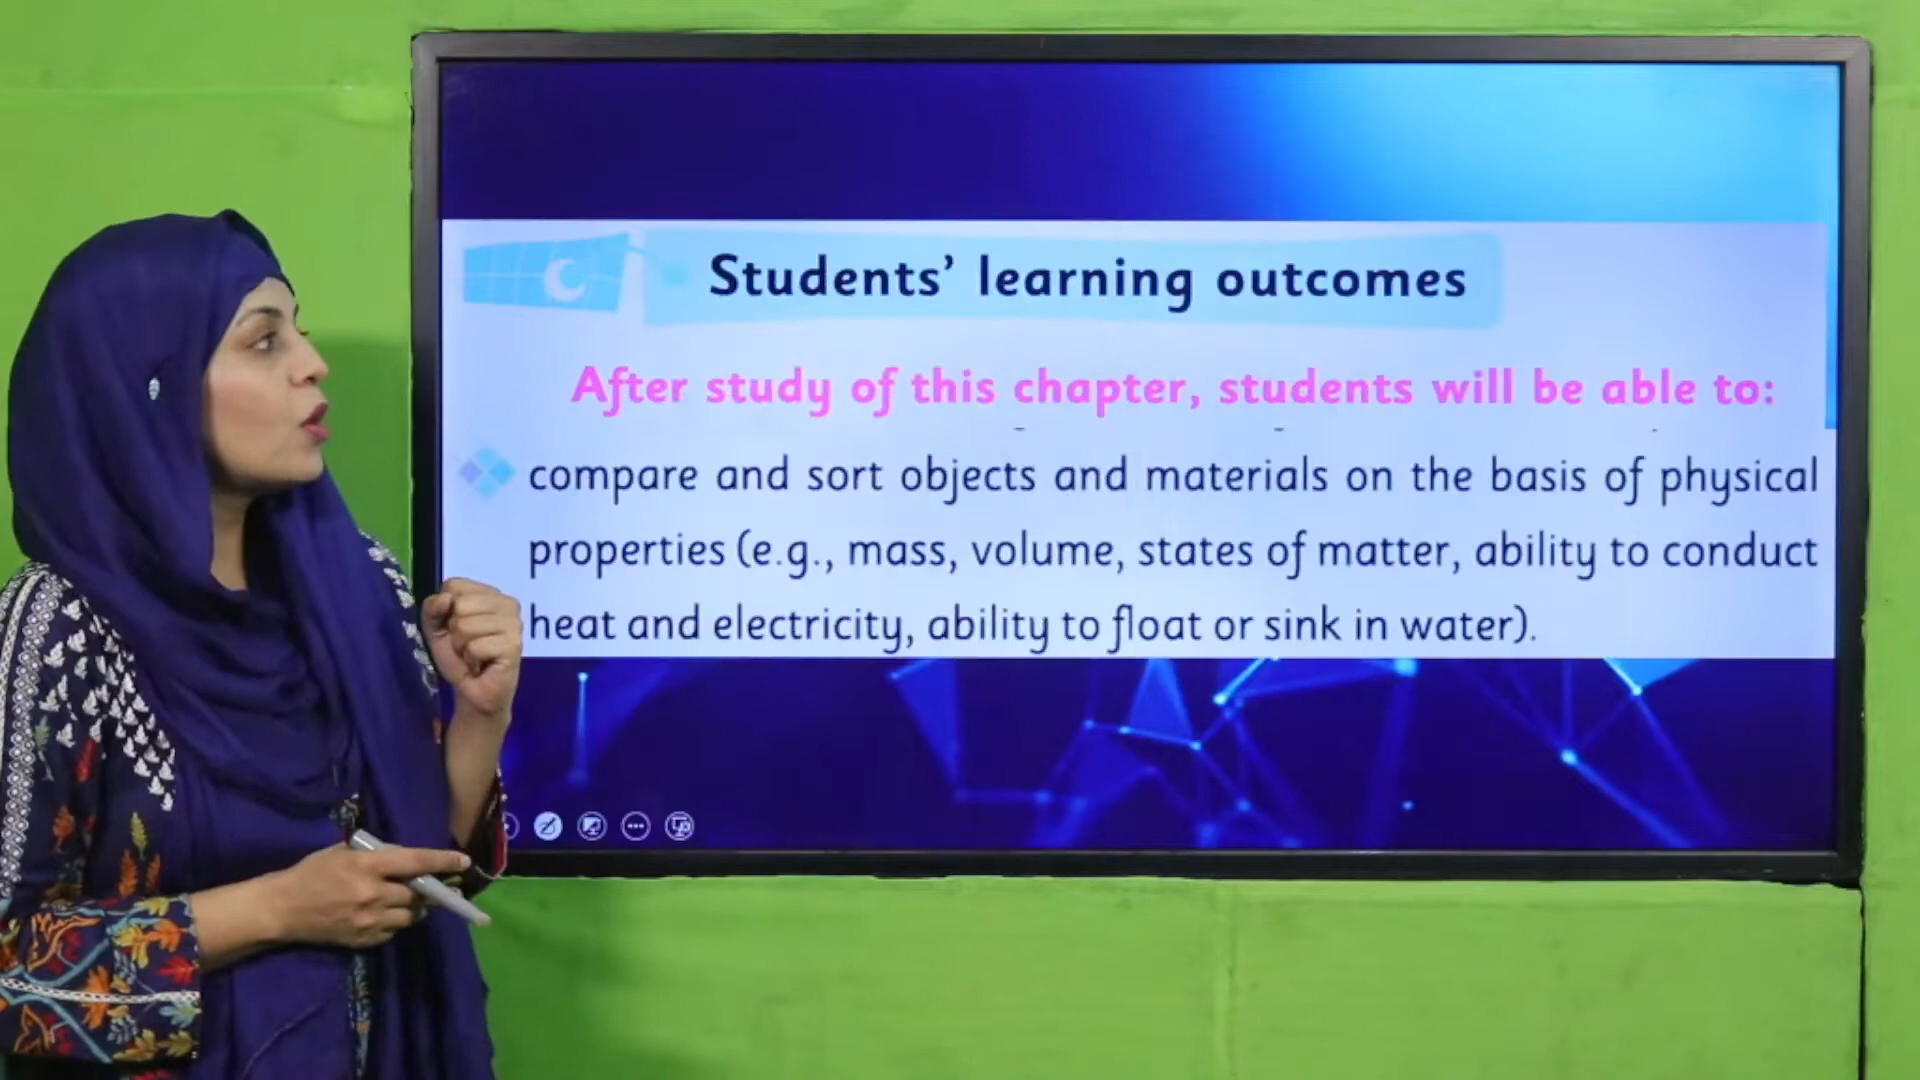 Students’ learning outcomes
After study of this chapter, students will be able to:
compare and sort objects and materials on the basis of physical
properties (e.g., mass, volume, states of matter, ability to conduct
heat and electricity, ability to float or sink in water).